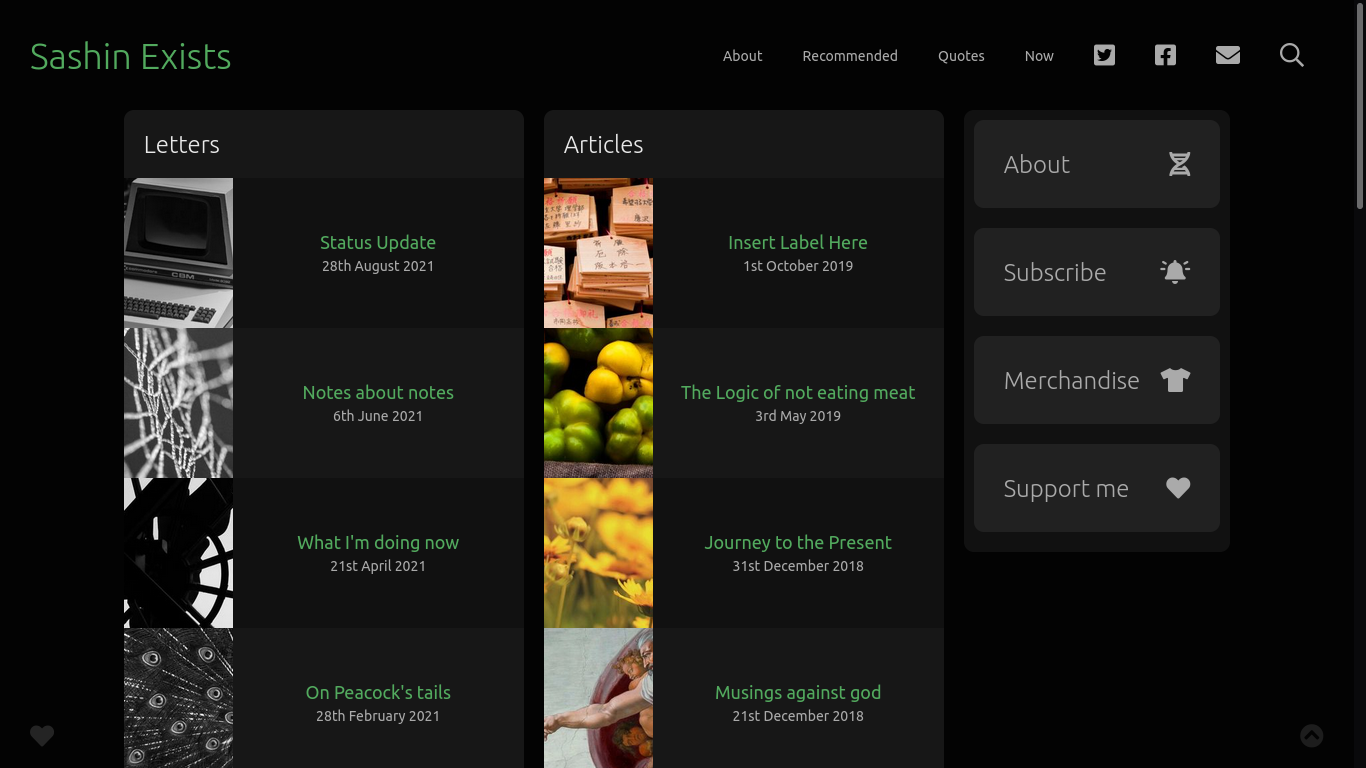 Sashin Exists
About
Recommended
Quotes
Now
Letters
Status Update
28th August 2021
Notes about notes
6th June 2021
What I'm doing now
21st April 2021
On Peacock's tails
28th February 2021
Articles
Insert Label Here
1st October 2019
The Logic of not eating meat
3rd May 2019
Journey to the Present
31st December 2018
Musings against god
21st December 2018
About
Subscribe
Merchandise
Support me
CBM